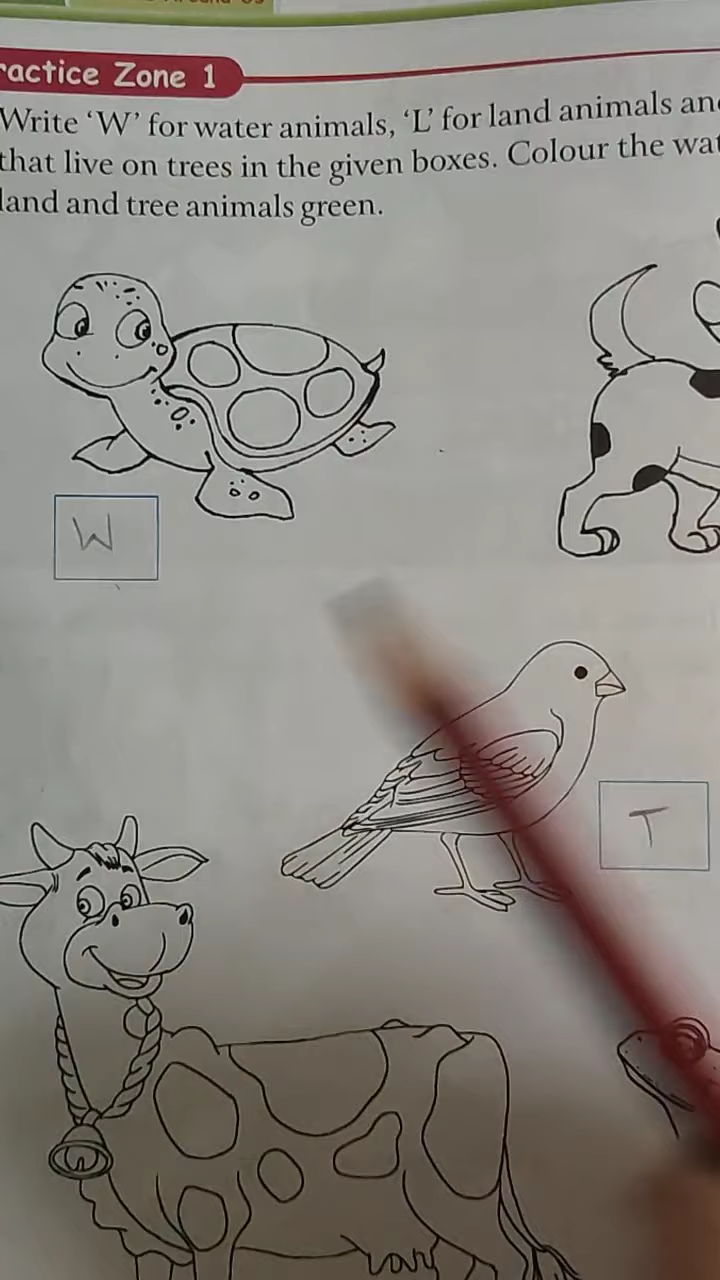 ractice Zone 1
Write 'W' for water animals, 'L' for land animals an
that live on trees in the given boxes. Colour the wat
land and tree animals green.
W
T